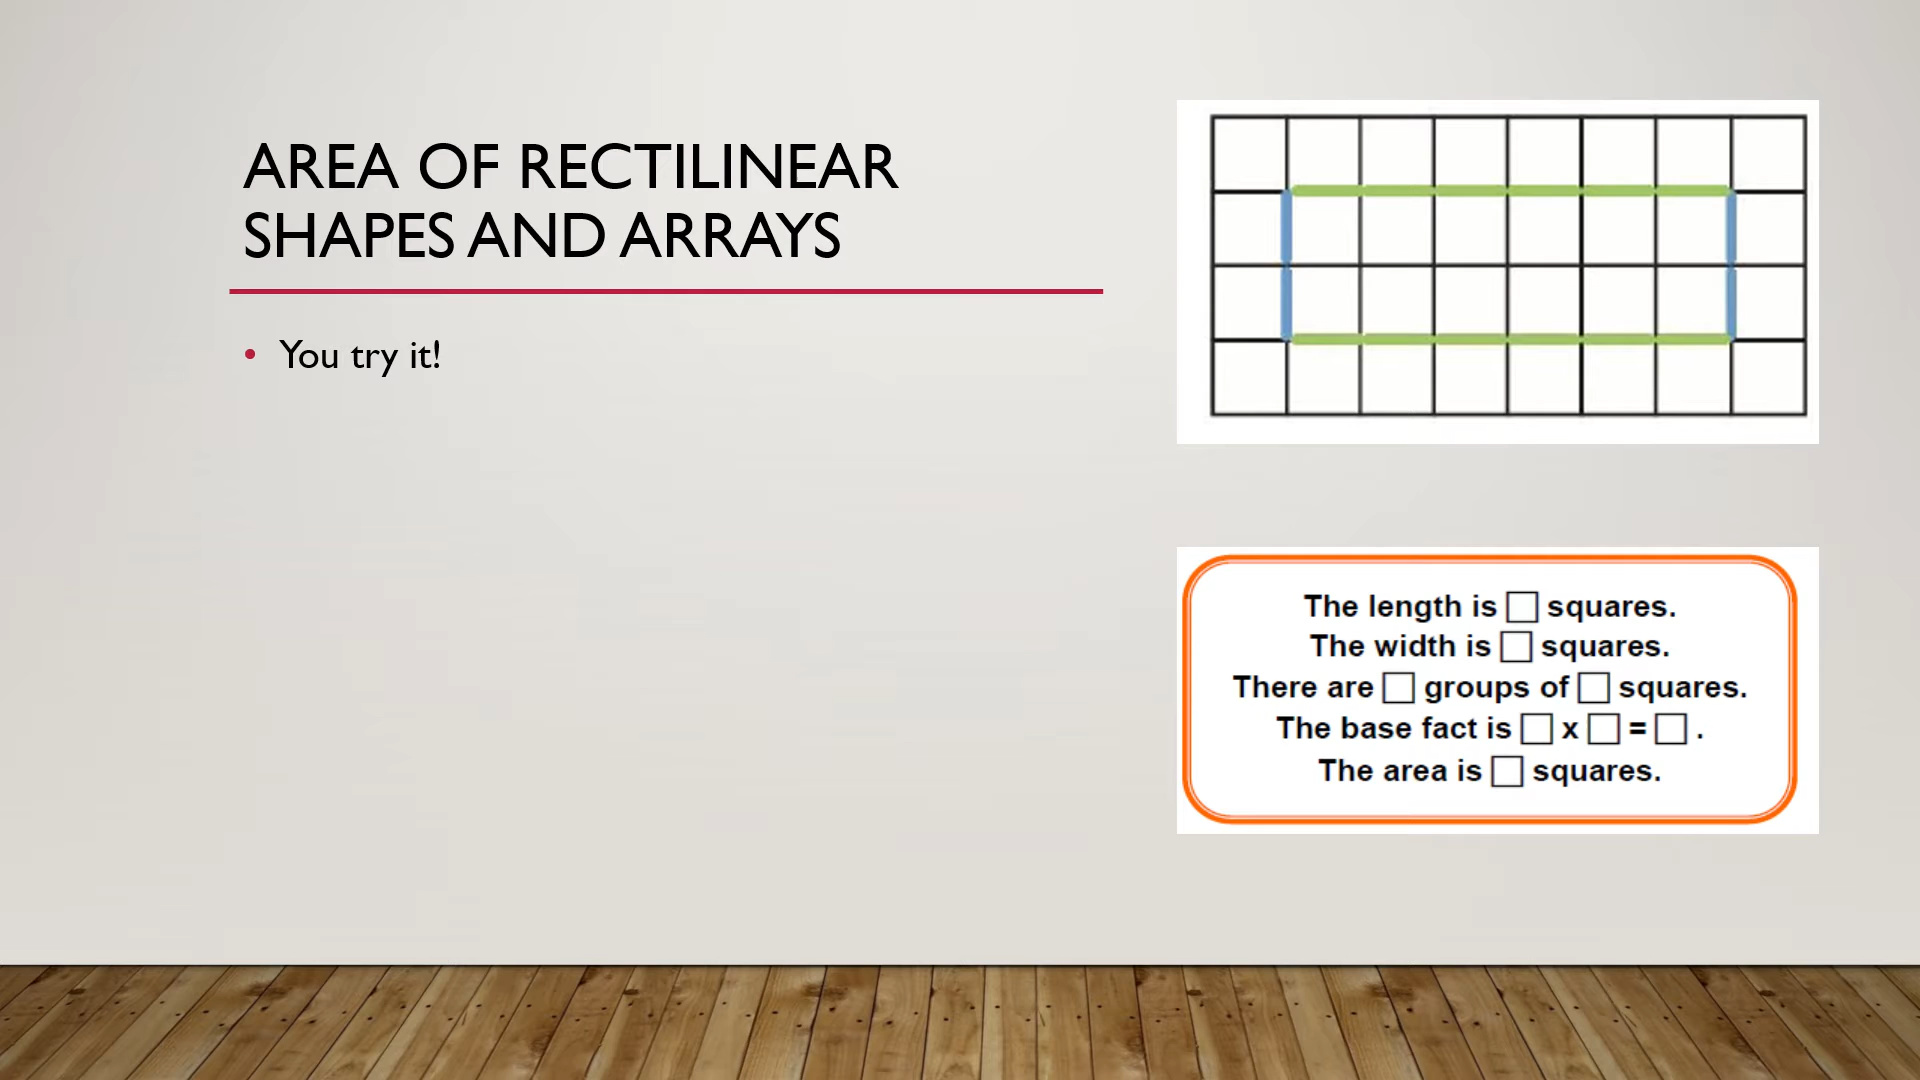 AREA OF RECTILINEAR
SHAPES AND ARRAYS
• You try it!
The length is □ squares.
The width is □ squares.
There are □ groups of □ squares.
The base fact is □ x □ = □ .
The area is □ squares.